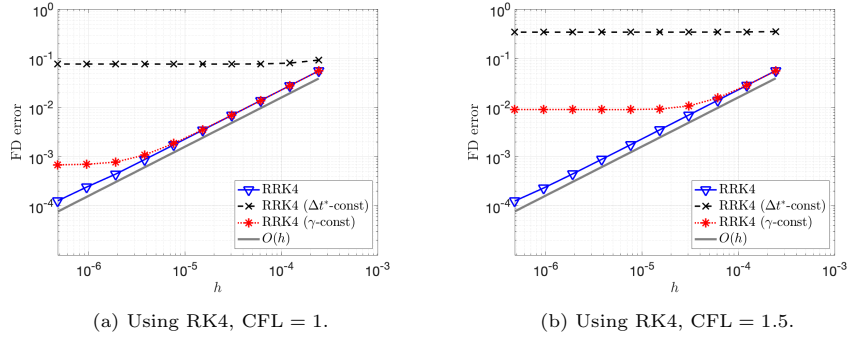 10^0
10^-1
10^-2
10^-3
10^-4
FD error
RRK4
RRK4 (Δt*-const)
RRK4 (γ-const)
O(h)
10^-6
10^-5
10^-4
10^-3
h
(a) Using RK4, CFL = 1.
10^0
10^-1
10^-2
10^-3
10^-4
FD error
RRK4
RRK4 (Δt*-const)
RRK4 (γ-const)
O(h)
10^-6
10^-5
10^-4
10^-3
h
(b) Using RK4, CFL = 1.5.